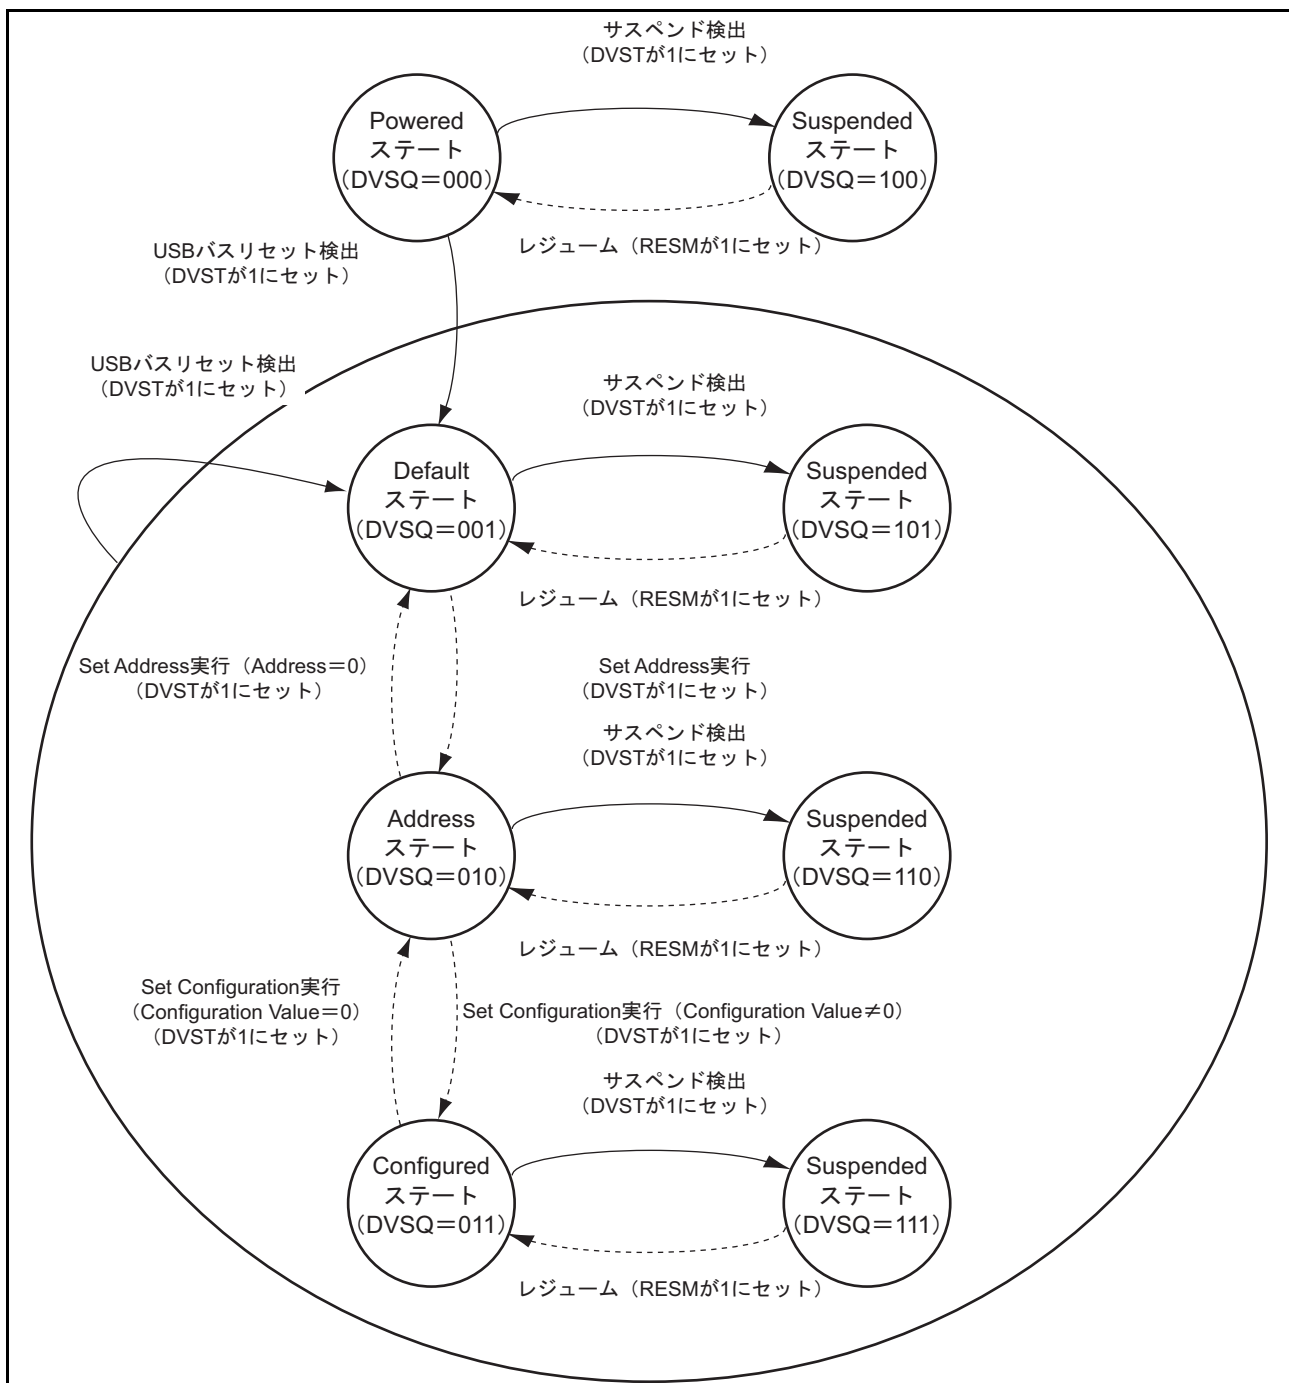 サスペンド検出
（DVSTが1にセット）
Powered
ステート
（DVSQ＝000）
Suspended
ステート
（DVSQ＝100）
レジューム（RESMが1にセット）
USBバスリセット検出
（DVSTが1にセット）
USBバスリセット検出
（DVSTが1にセット）
サスペンド検出
（DVSTが1にセット）
Default
ステート
（DVSQ＝001）
Suspended
ステート
（DVSQ＝101）
レジューム（RESMが1にセット）
Set Address実行（Address＝0）
（DVSTが1にセット）
Set Address実行
（DVSTが1にセット）
サスペンド検出
（DVSTが1にセット）
Address
ステート
（DVSQ＝010）
Suspended
ステート
（DVSQ＝110）
レジューム（RESMが1にセット）
Set Configuration実行
（Configuration Value＝0）
（DVSTが1にセット）
Set Configuration実行（Configuration Value≠0）
（DVSTが1にセット）
サスペンド検出
（DVSTが1にセット）
Configured
ステート
（DVSQ＝011）
Suspended
ステート
（DVSQ＝111）
レジューム（RESMが1にセット）